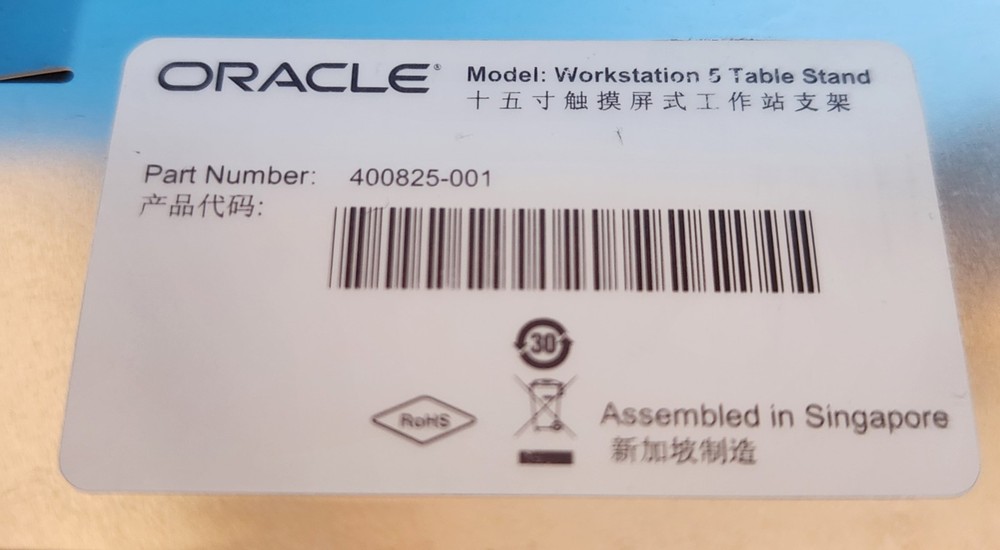 ORACLE® Model: Workstation 5 Table Stand
十五寸触摸屏式工作站支架
Part Number: 400825-001
产品代码:
30
RoHS
Assembled in Singapore
新加坡制造